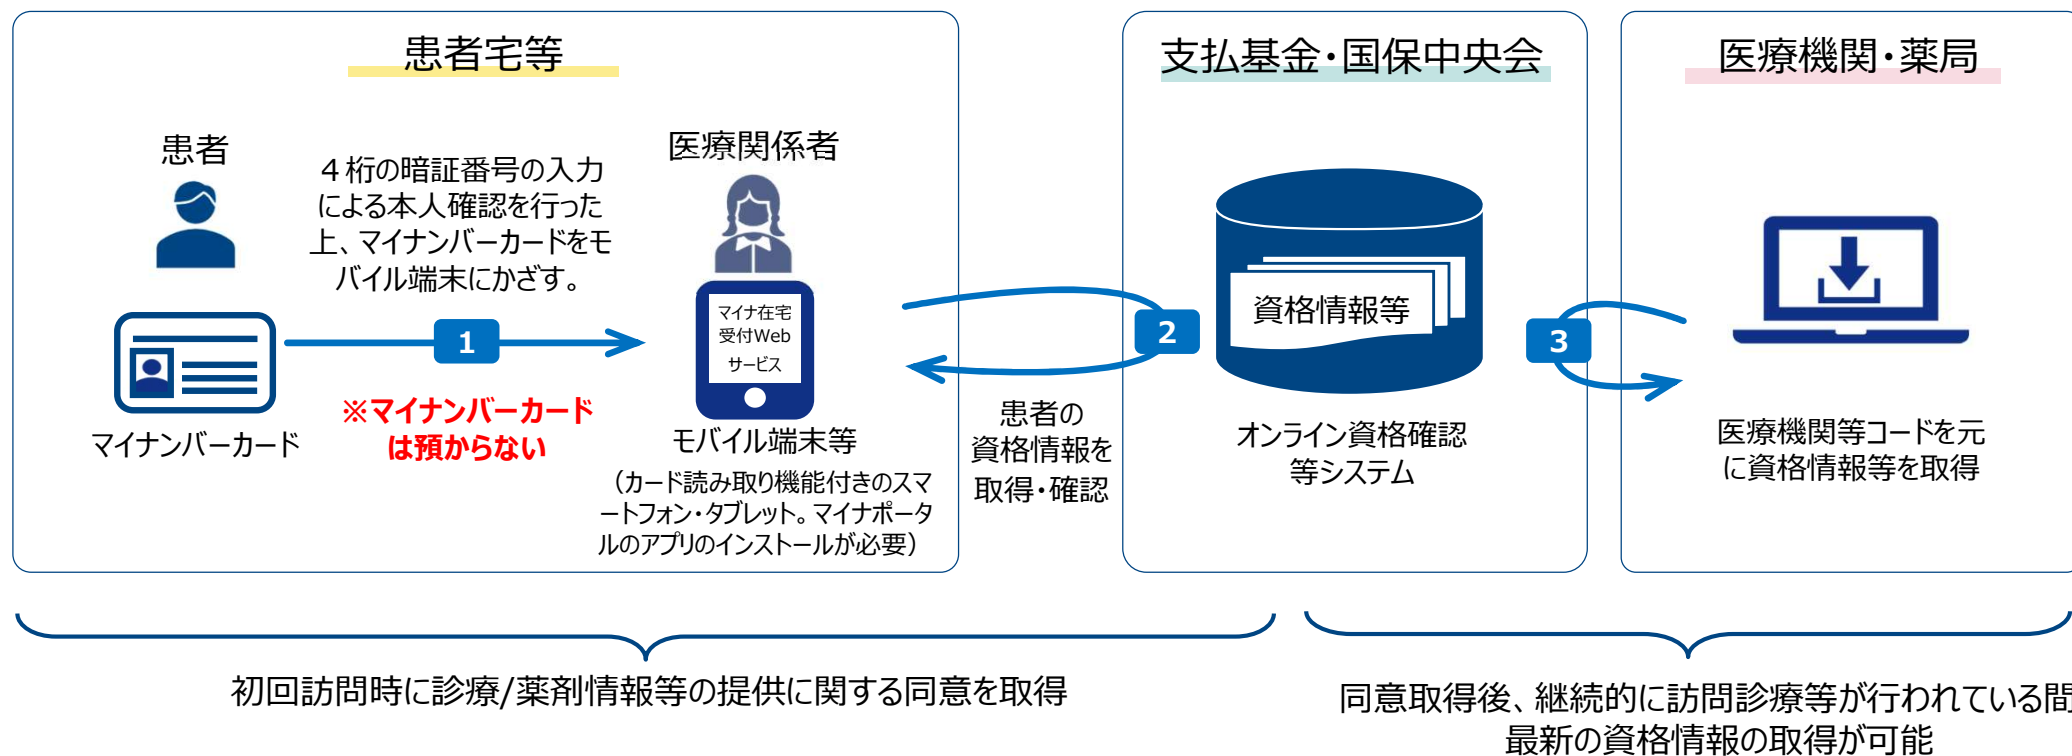 患者宅等
患者
４桁の暗証番号の入力
による本人確認を行った
上、マイナンバーカードをモ
バイル端末にかざす。
1
※マイナンバーカード
は預からない
マイナンバーカード
医療関係者
マイナ在宅
受付Web
サービス
モバイル端末等
（カード読み取り機能付きのスマ
ートフォン・タブレット。マイナポータ
ルのアプリのインストールが必要）
2
患者の
資格情報を
取得・確認
支払基金・国保中央会
資格情報等
オンライン資格確認
等システム
3
医療機関・薬局
医療機関等コードを元
に資格情報等を取得
初回訪問時に診療/薬剤情報等の提供に関する同意を取得
同意取得後、継続的に訪問診療等が行われている間
最新の資格情報の取得が可能